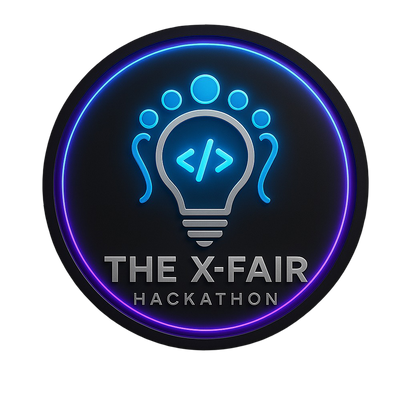 </>
THE X-FAIR
HACKATHON